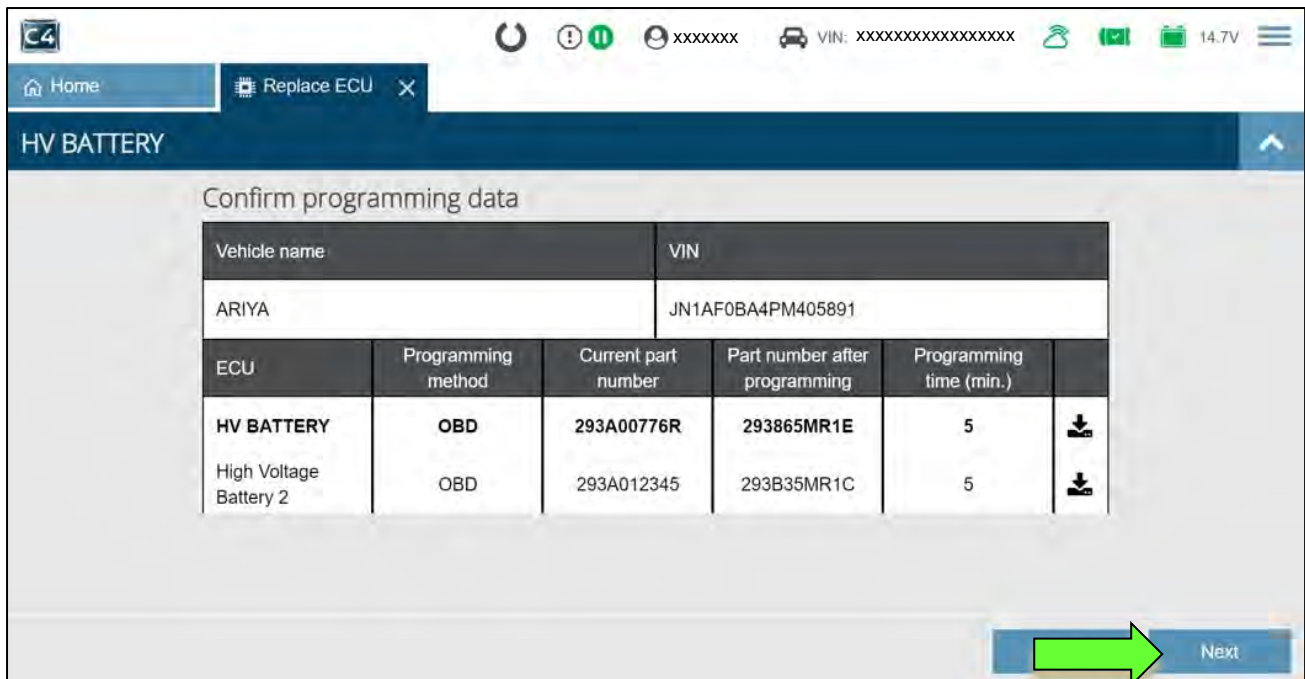 C4
xxxxxxx
VIN: xxxxxxxxxxxxxxxxx
14.7V
Home
Replace ECU
HV BATTERY
Confirm programming data
Vehicle name VIN
ARIYA JN1AF0BA4PM405891
ECU Programming method Current part number Part number after programming Programming time (min.)
HV BATTERY OBD 293A00776R 293865MR1E 5
High Voltage Battery 2 OBD 293A012345 293B35MR1C 5
Next